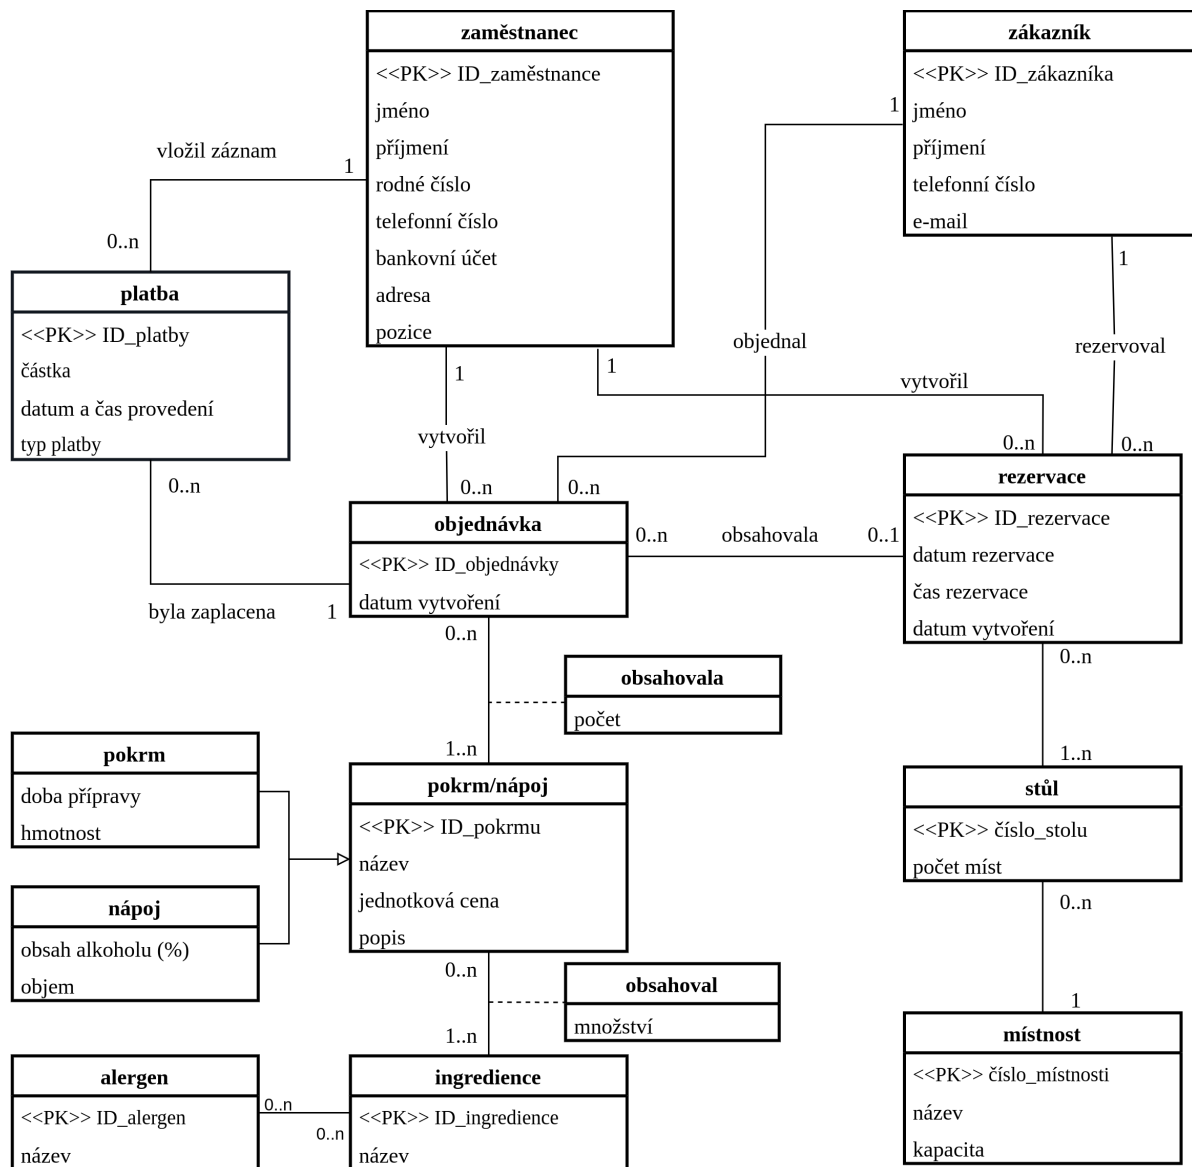 zaměstnanec
<<PK>> ID_zaměstnance
jméno
příjmení
rodné číslo
telefonní číslo
bankovní účet
adresa
pozice
zákazník
<<PK>> ID_zákazníka
jméno
příjmení
telefonní číslo
e-mail
vložil záznam
1
0..n
1
objednal
1
rezervoval
0..n
1
vytvořil
0..n
1
vytvořil
0..n
0..n
platba
<<PK>> ID_platby
částka
datum a čas provedení
typ platby
0..n
byla zaplacena
1
objednávka
<<PK>> ID_objednávky
datum vytvoření
0..n
obsahovala
0..1
rezervace
<<PK>> ID_rezervace
datum rezervace
čas rezervace
datum vytvoření
0..n
obsahovala
počet
1..n
0..n
1..n
pokrm
doba přípravy
hmotnost
nápoj
obsah alkoholu (%)
objem
pokrm/nápoj
<<PK>> ID_pokrmu
název
jednotková cena
popis
stůl
<<PK>> číslo_stolu
počet míst
0..n
1
0..n
obsahoval
množství
1..n
místnost
<<PK>> číslo_místnosti
název
kapacita
alergen
<<PK>> ID_alergen
název
0..n
0..n
ingredience
<<PK>> ID_ingredience
název